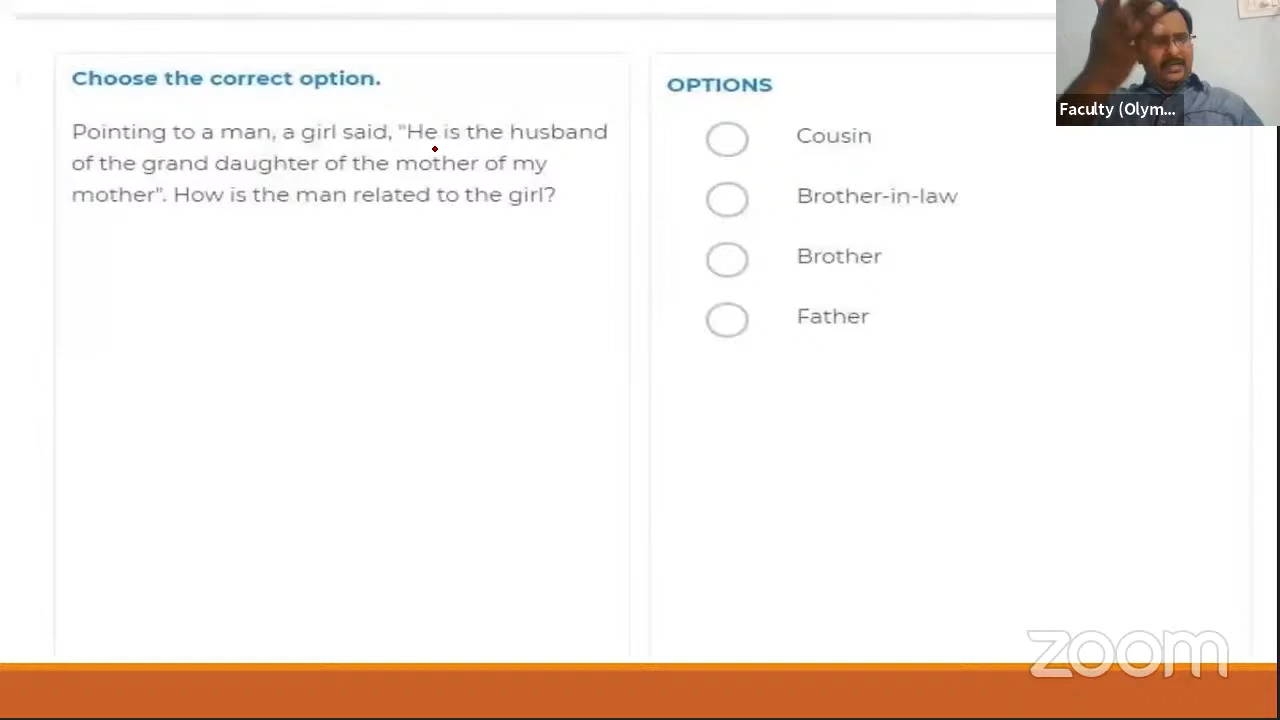 Choose the correct option.
Pointing to a man, a girl said, "He is the husband
of the grand daughter of the mother of my
mother". How is the man related to the girl?
OPTIONS
Cousin
Brother-in-law
Brother
Father
Faculty (Olym...
zoom